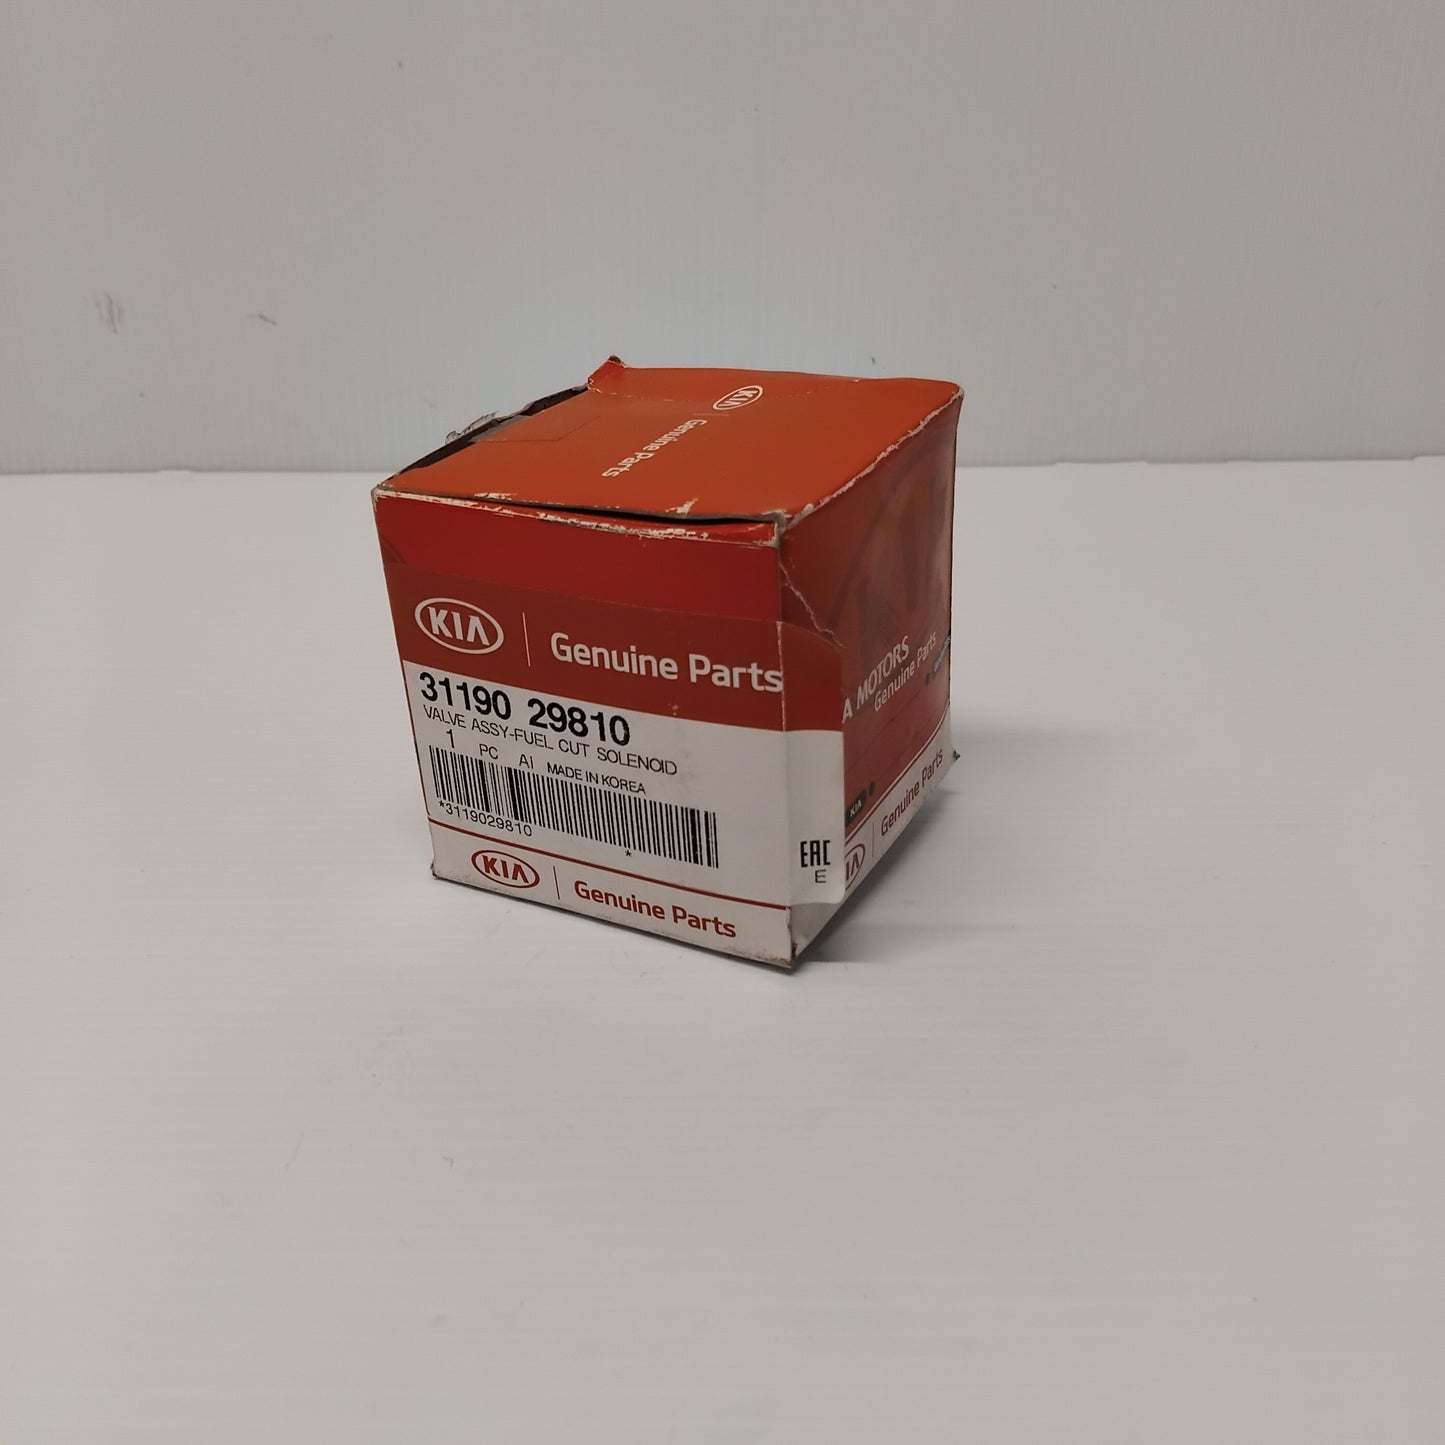 KIA Genuine Parts
KIA Genuine Parts
31190 29810
VALVE ASSY-FUEL CUT SOLENOID
1 PC A1 MADE IN KOREA
*3119029810 *
EAC
E
KIA Genuine Parts
A MOTORS
Genuine Parts
KIA
Genuine Parts